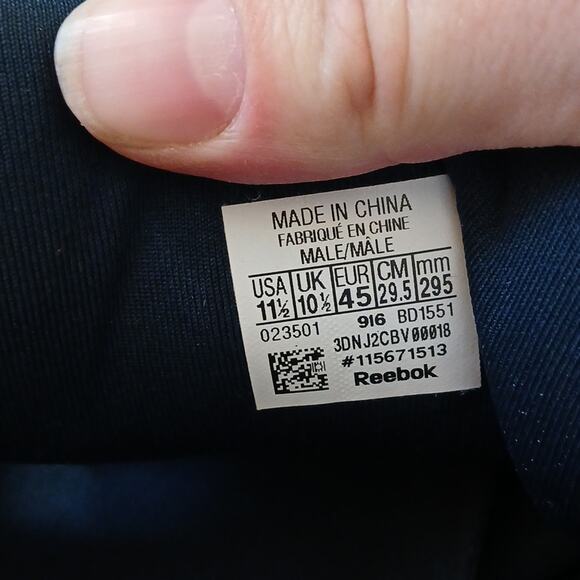 MADE IN CHINA
FABRIQUÉ EN CHINE
MALE/MÂLE
USA UK EUR CM mm
11½ 10½ 45 29.5 295
023501 916 BD1551
3DNJ2CBV00018
#115671513
Reebok